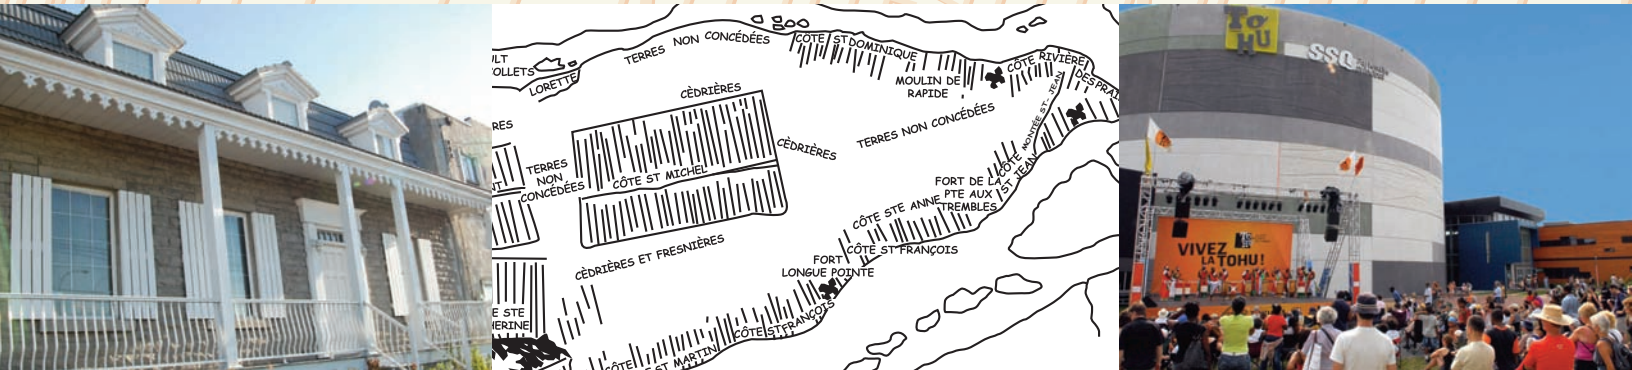 ULT
OLLETS
LORETTE
TERRES NON CONCÉDÉES
CÔTE ST DOMINIQUE
MOULIN DE
RAPIDE
CÔTE RIVIÈRE
DES PRAI
CÈDRIÈRES
CÈDRIÈRES
TERRES NON CONCÉDÉES
MONTÉE ST. JEAN
CÔTE
ST JEAN
RES
TERRES
NON
CONCÉDÉES
NT
CÔTE ST MICHEL
FORT DE LA
PTE AUX
TREMBLES
CÔTE STE ANNE
CÔTE ST FRANÇOIS
CÈDRIÈRES ET FRESNIÈRES
FORT
LONGUE POINTE
E STE
HERINE
CÔTE ST FRANÇOIS
CÔTE ST MARTIN
TOHU
SSQ
VIVEZ
LA TOHU!